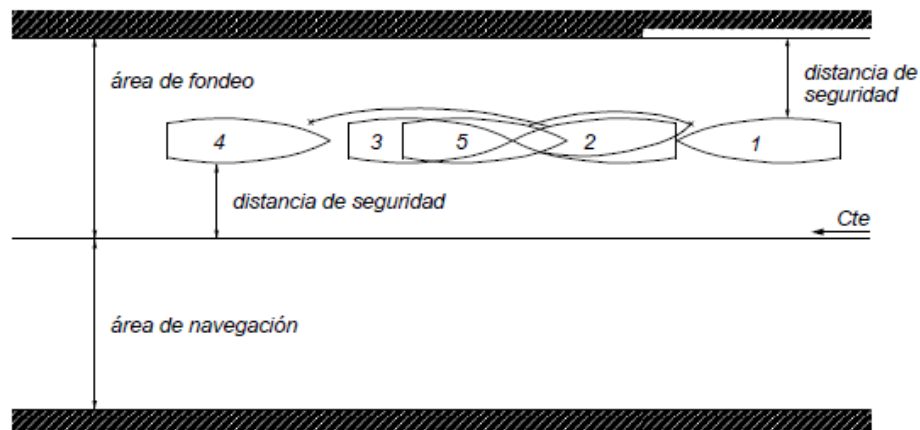 área de fondeo
distancia de
seguridad
4
3
5
2
1
distancia de seguridad
Cte
área de navegación